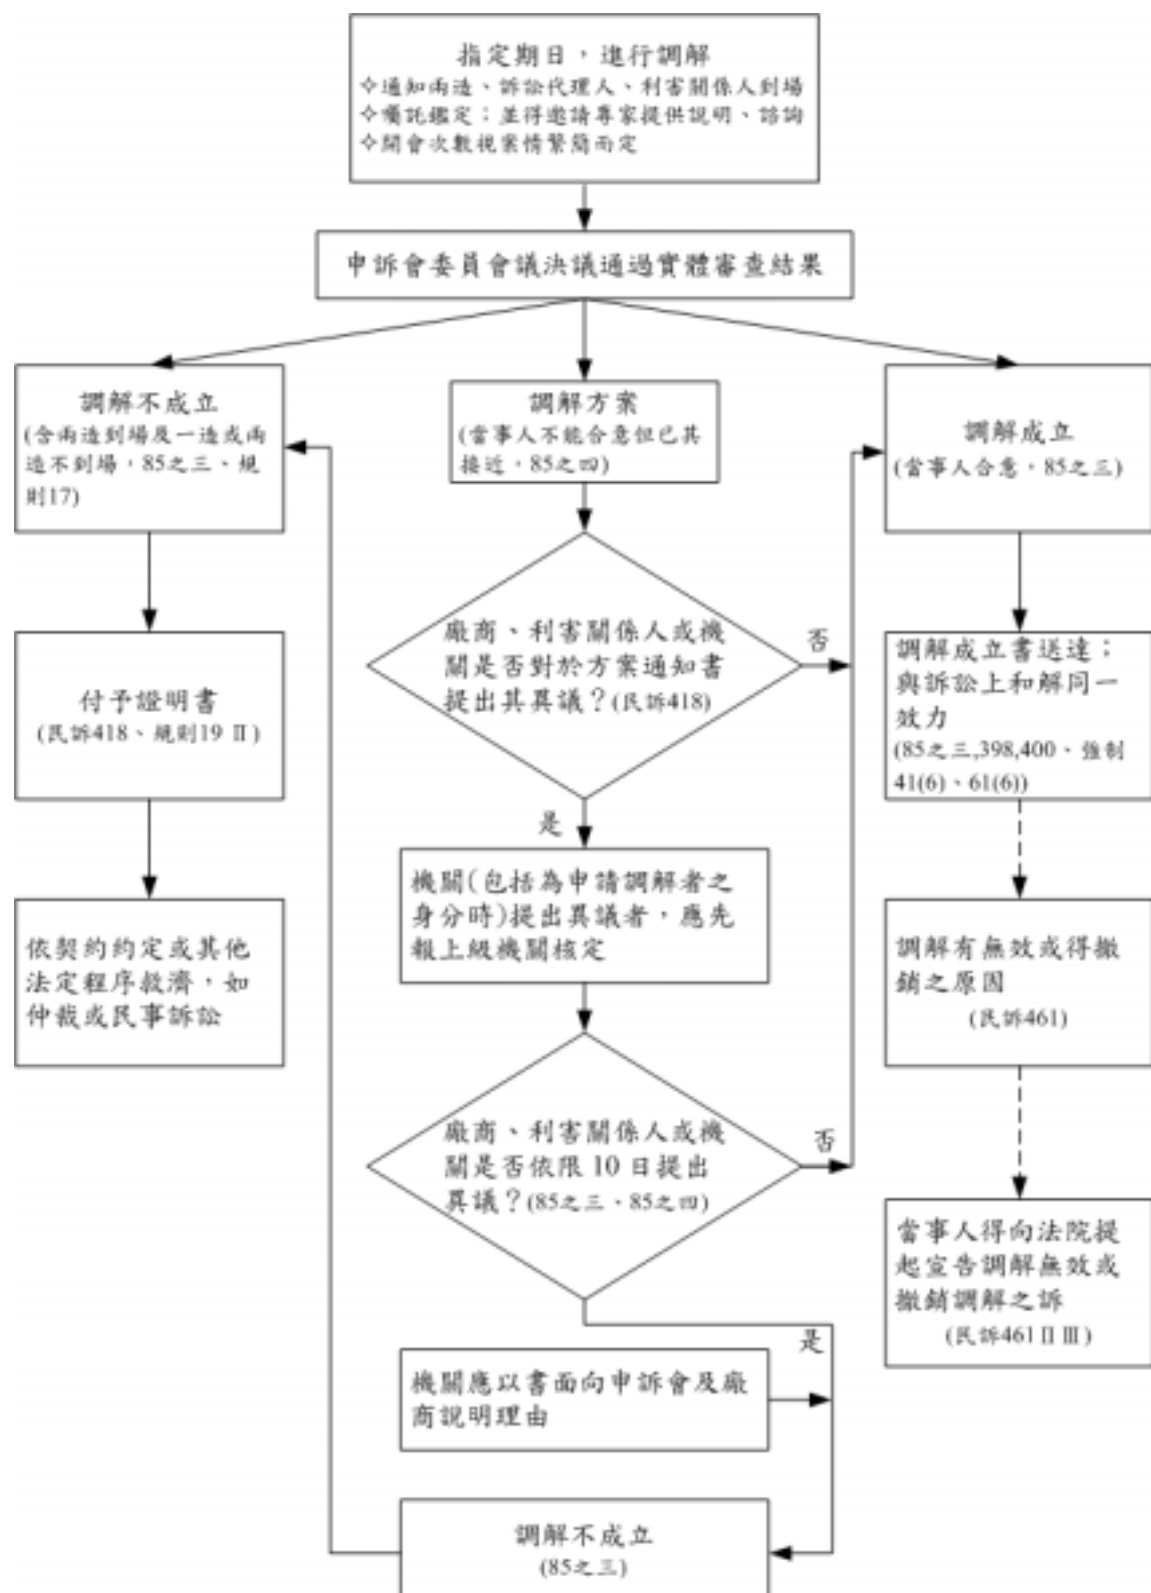 指定期日，進行調解
✧通知兩造、訴訟代理人、利害關係人到場
✧囑託鑑定；並得邀請專家提供說明、諮詢
✧開會次數視案情繁簡而定
申訴會委員會議決議通過實體審查結果
調解不成立
(含兩造到場及一造或兩
造不到場，85之三、規
則17)
調解方案
(當事人不能合意但已其
接近，85之四)
調解成立
(當事人合意，85之三)
廠商、利害關係人或機
關是否對於方案通知書
提出其異議？(民訴418)
否
是
付予證明書
(民訴418、規則19 II)
調解成立書送達；
與訴訟上和解同一
效力
(85之三,398,400、強制
41(6)、61(6))
機關(包括為申請調解者之
身分時)提出異議者，應先
報上級機關核定
依契約約定或其他
法定程序救濟，如
仲裁或民事訴訟
調解有無效或得撤
銷之原因
(民訴461)
廠商、利害關係人或機
關是否依限 10 日提出
異議？(85之三、85之四)
否
是
當事人得向法院提
起宣告調解無效或
撤銷調解之訴
(民訴461 II III)
機關應以書面向申訴會及廠
商說明理由
調解不成立
(85之三)